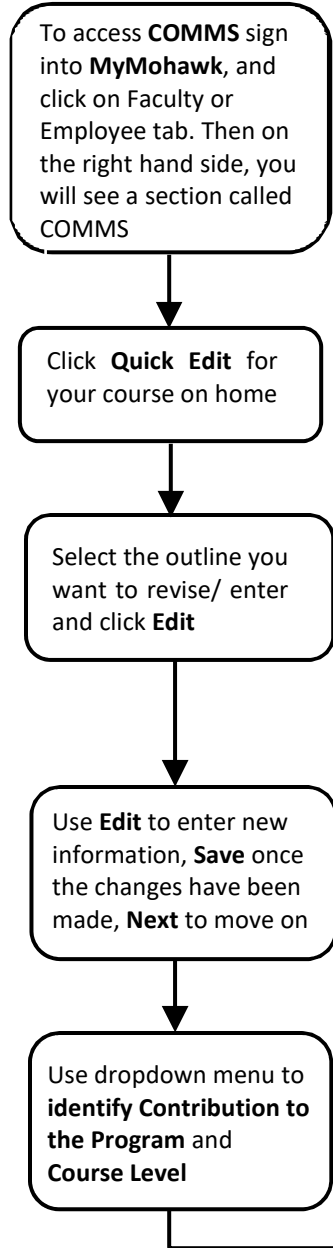 To access COMMS sign
into MyMohawk, and
click on Faculty or
Employee tab. Then on
the right hand side, you
will see a section called
COMMS
Click Quick Edit for
your course on home
Select the outline you
want to revise/ enter
and click Edit
Use Edit to enter new
information, Save once
the changes have been
made, Next to move on
Use dropdown menu to
identify Contribution to
the Program and
Course Level